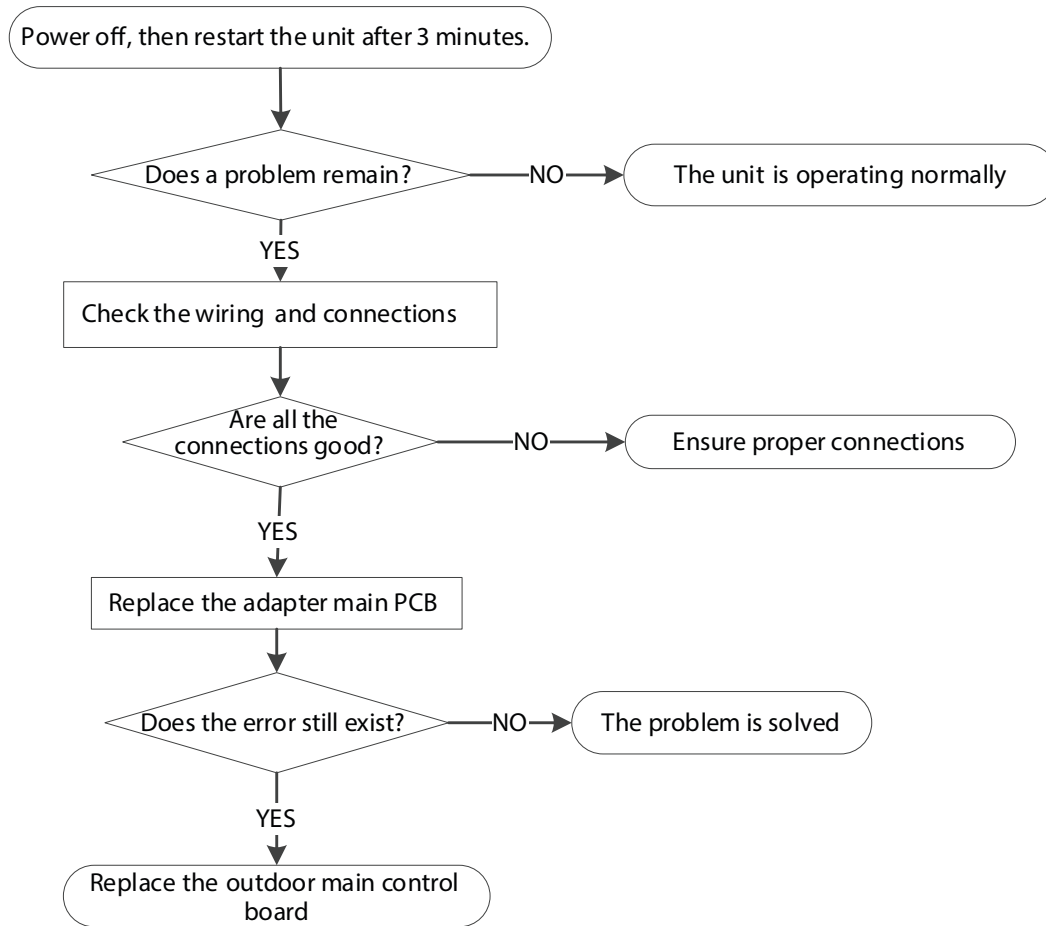 Power off, then restart the unit after 3 minutes.
Does a problem remain?
NO
The unit is operating normally
YES
Check the wiring and connections
Are all the
connections good?
NO
Ensure proper connections
YES
Replace the adapter main PCB
Does the error still exist?
NO
The problem is solved
YES
Replace the outdoor main control
board